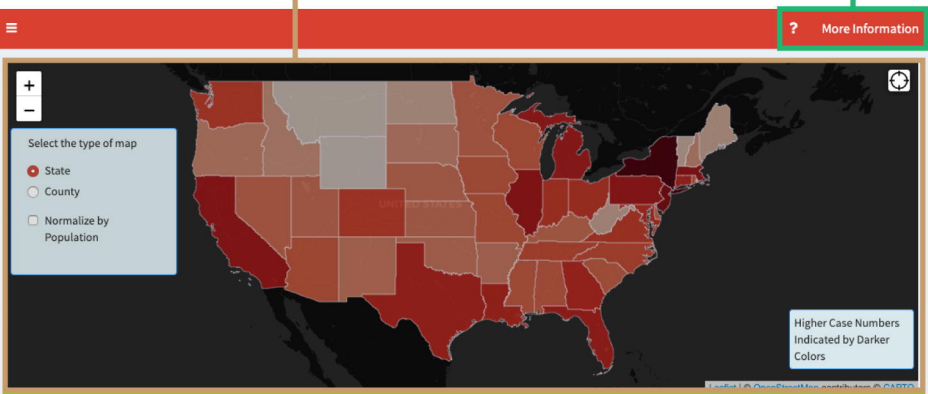 ? More Information
+
−
Select the type of map
State
County
Normalize by
Population
UNITED STATES
Higher Case Numbers
Indicated by Darker
Colors
Leaflet | © OpenStreetMap contributors © CARTO